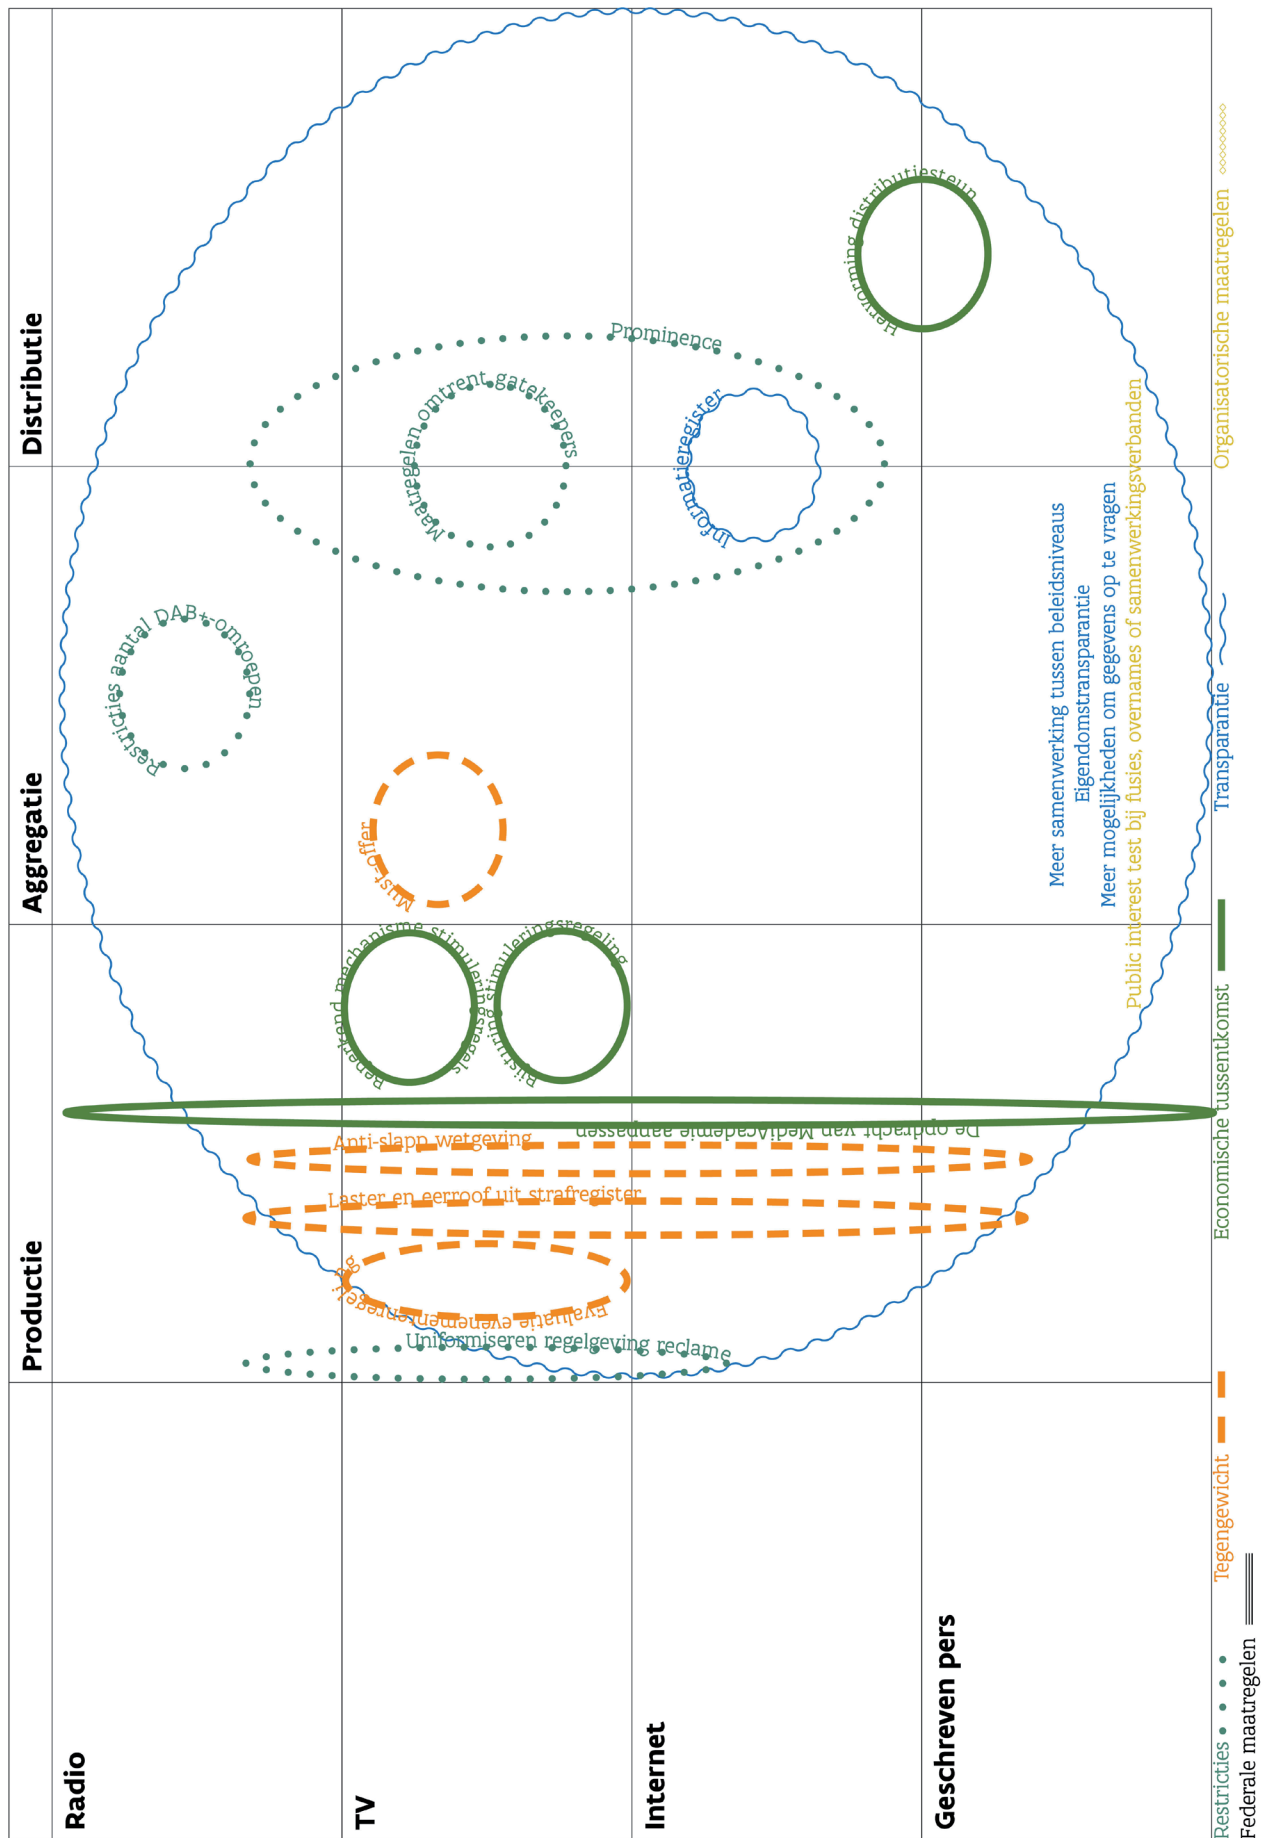 Productie
Aggregatie
Distributie
Radio
TV
Internet
Geschreven pers
Restricties aantal DAB+-omroepen
Prominence
Maatregelen omtrent gatekeepers
Informatieregister
Hervorming distributiesteun
Must-offer
Beperkend mechanisme stimuleringsregels
Bijsturing stimuleringsregeling
De opdracht van MediAcademie aanpassen
Anti-slapp wetgeving
Laster en eerroof uit strafregister
Evaluatie evenementenregeling
Uniformiseren regelgeving reclame
Meer samenwerking tussen beleidsniveaus
Eigendomstransparantie
Meer mogelijkheden om gegevens op te vragen
Public interest test bij fusies, overnames of samenwerkingsverbanden
Restricties
Tegengewicht
Economische tussentkomst
Transparantie
Organisatorische maatregelen
Federale maatregelen